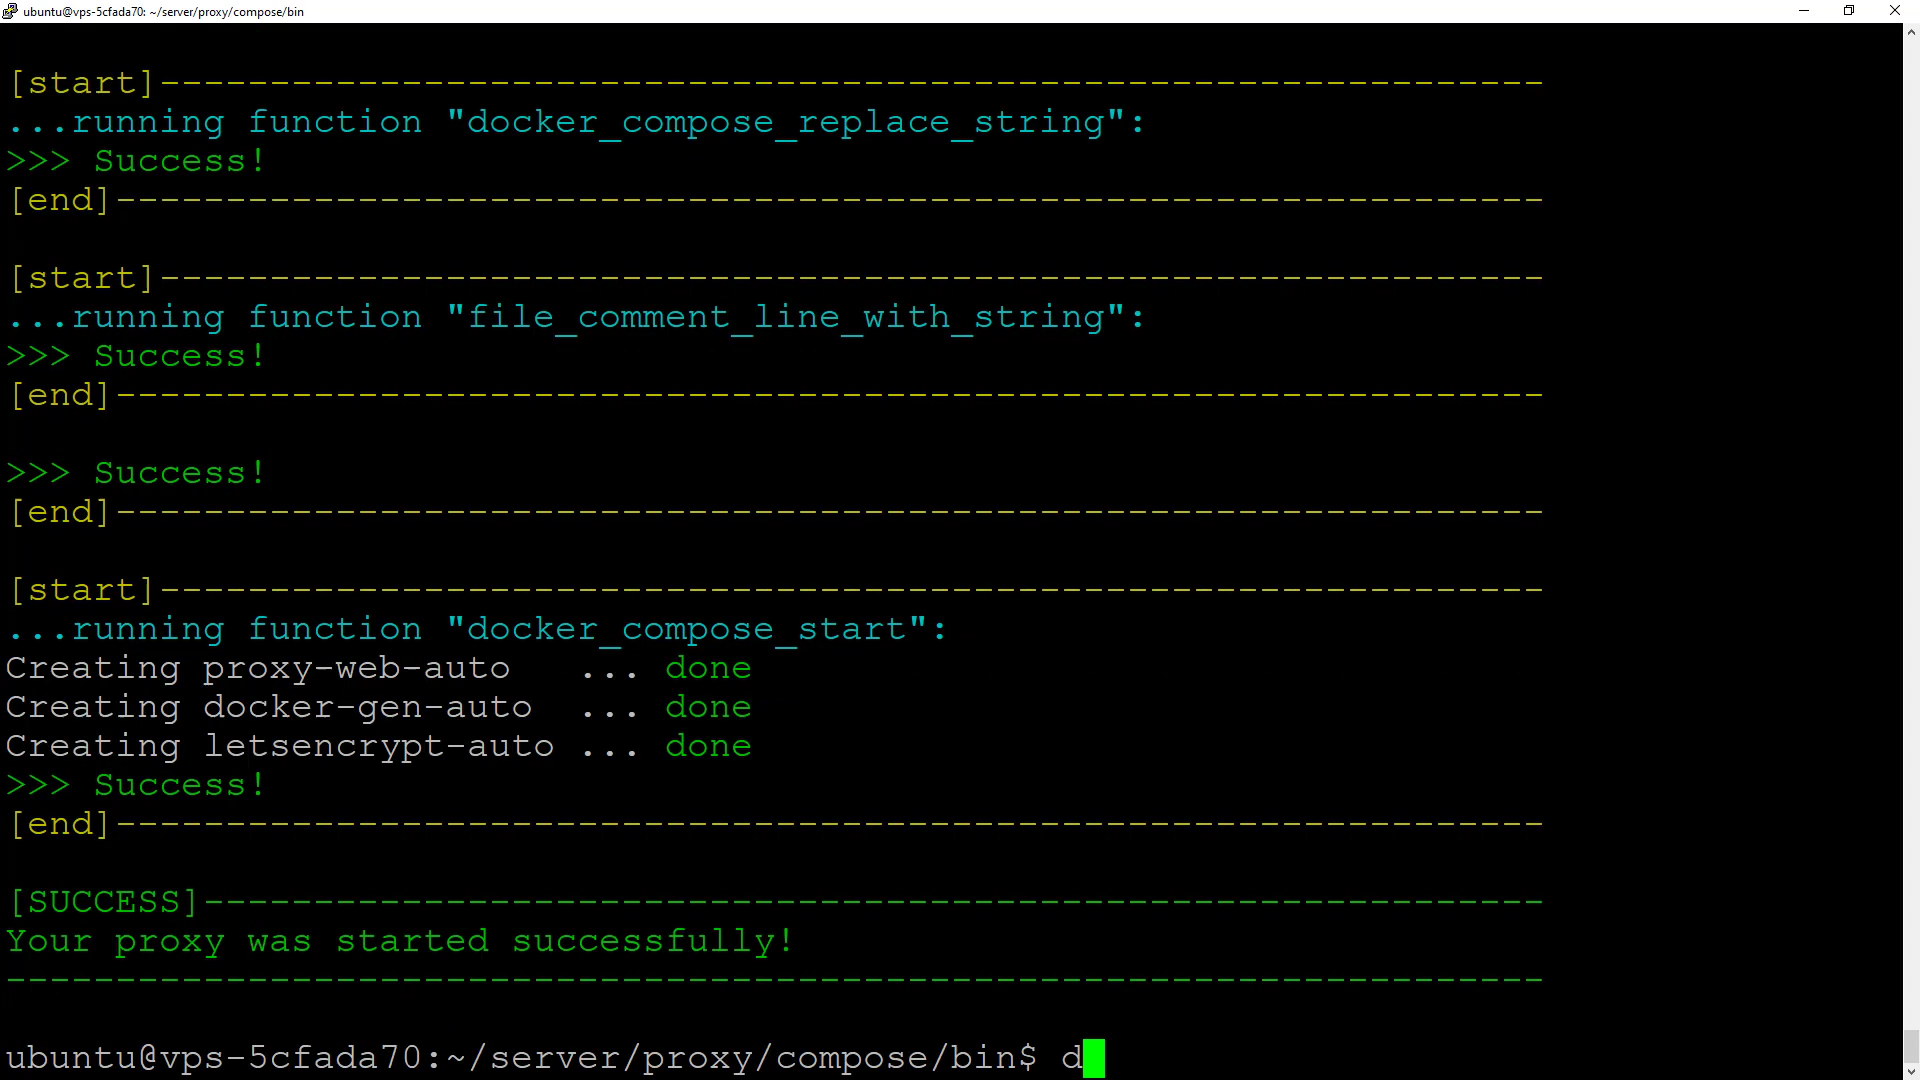 ubuntu@vps-5cfada70: ~/server/proxy/compose/bin
[start]---------------------------------------------------------------
...running function "docker_compose_replace_string":
>>> Success!
[end]-----------------------------------------------------------------
[start]---------------------------------------------------------------
...running function "file_comment_line_with_string":
>>> Success!
[end]-----------------------------------------------------------------
>>> Success!
[end]-----------------------------------------------------------------
[start]---------------------------------------------------------------
...running function "docker_compose_start":
Creating proxy-web-auto   ... done
Creating docker-gen-auto  ... done
Creating letsencrypt-auto ... done
>>> Success!
[end]-----------------------------------------------------------------
[SUCCESS]-------------------------------------------------------------
Your proxy was started successfully!
----------------------------------------------------------------------
ubuntu@vps-5cfada70:~/server/proxy/compose/bin$ d